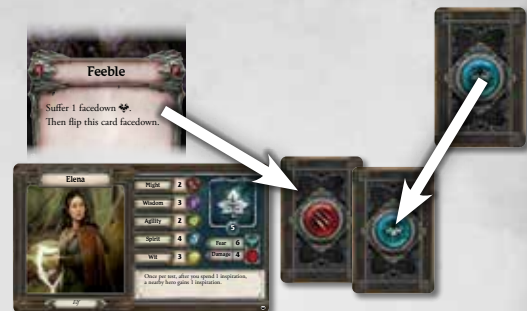 Feeble
Suffer 1 facedown
Then flip this card facedown.
Elena
Might 2
Wisdom 3
Agility 2
Spirit 4
Wit 3
5
Fear 6
Damage 4
Once per test, after you spend 1 inspiration,
a nearby hero gains 1 inspiration.
Elf